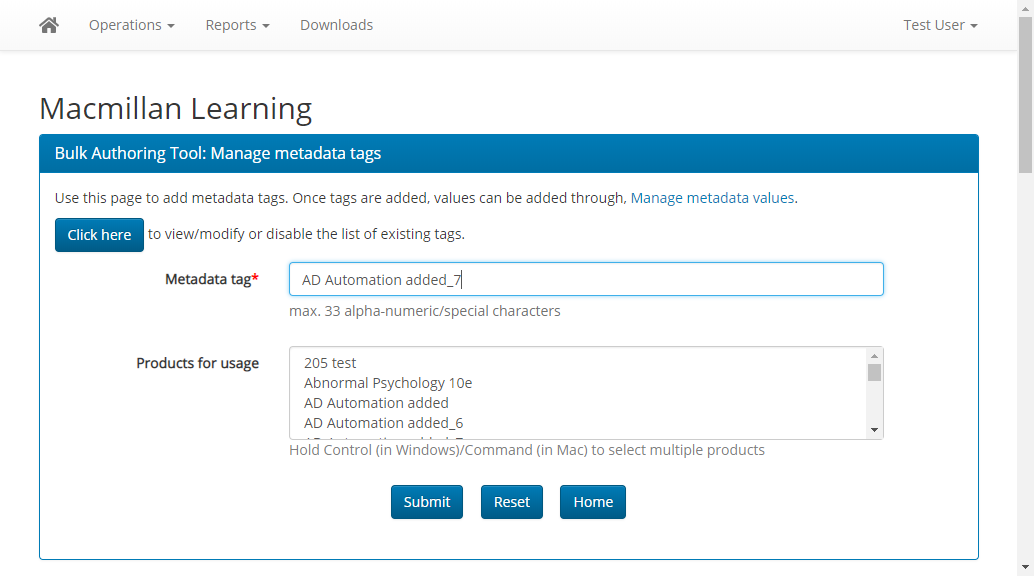 Operations Reports Downloads Test User
Macmillan Learning
Bulk Authoring Tool: Manage metadata tags
Use this page to add metadata tags. Once tags are added, values can be added through, Manage metadata values.
Click here to view/modify or disable the list of existing tags.
Metadata tag* AD Automation added_7
max. 33 alpha-numeric/special characters
Products for usage 205 test
Abnormal Psychology 10e
AD Automation added
AD Automation added_6
Hold Control (in Windows)/Command (in Mac) to select multiple products
Submit Reset Home